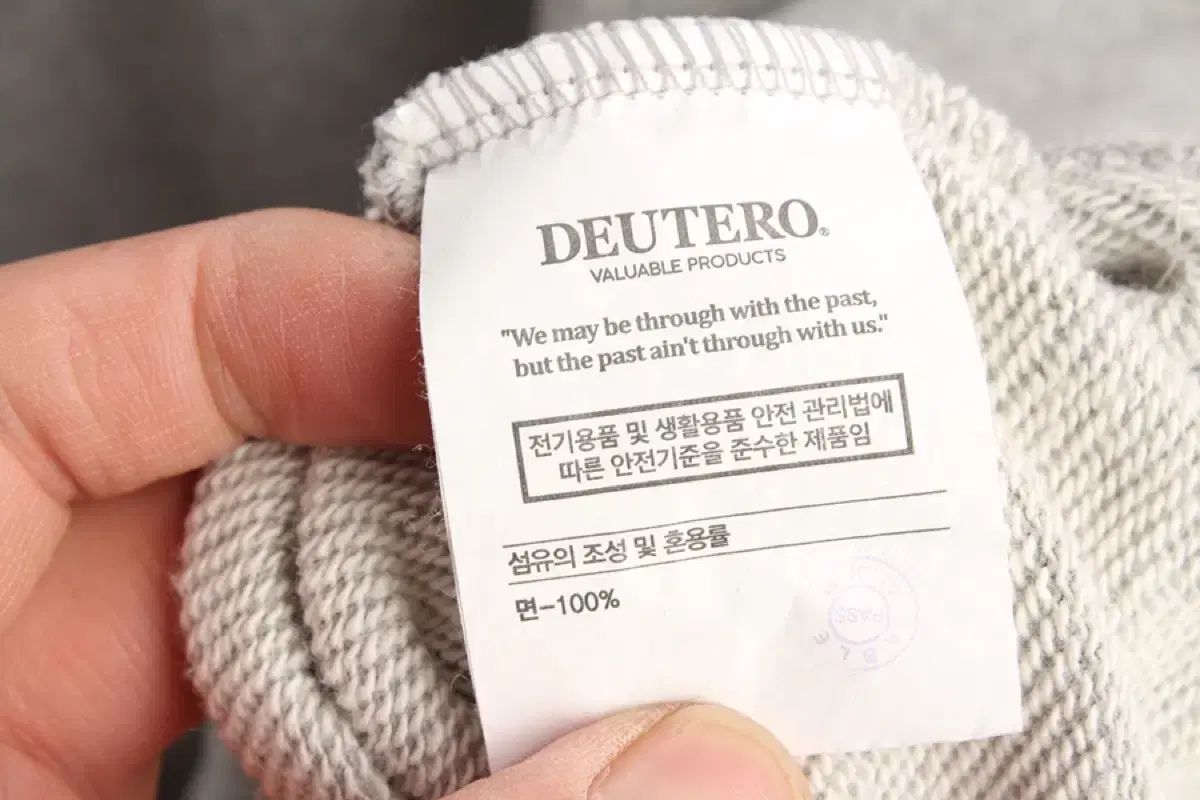 DEUTERO®
VALUABLE PRODUCTS
"We may be through with the past,
but the past ain't through with us."
전기용품 및 생활용품 안전 관리법에
따른 안전기준을 준수한 제품임
섬유의 조성 및 혼용률
면-100%